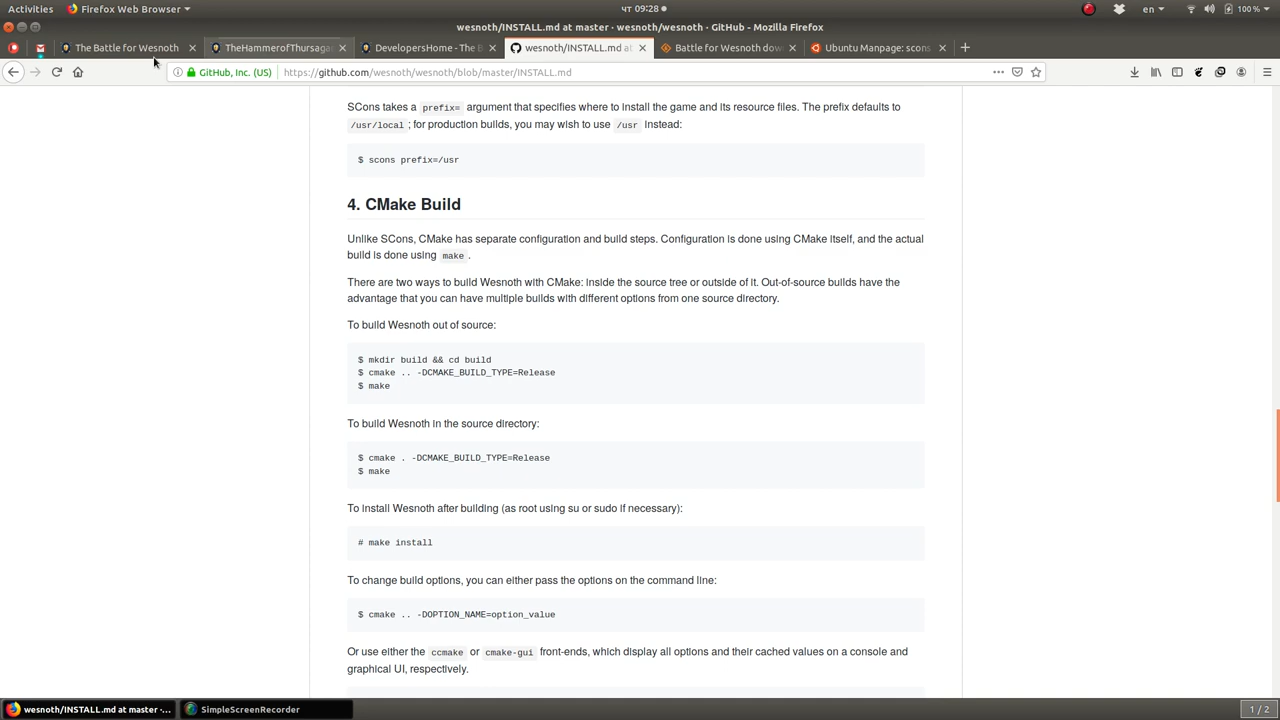 Activities
Firefox Web Browser
чт 09:28
en
100 %
wesnoth/INSTALL.md at master · wesnoth/wesnoth · GitHub - Mozilla Firefox
The Battle for Wesnoth
TheHammerofThursaga
DevelopersHome - The B
wesnoth/INSTALL.md at
Battle for Wesnoth dow
Ubuntu Manpage: scons
GitHub, Inc. (US)
https://github.com/wesnoth/wesnoth/blob/master/INSTALL.md
SCons takes a prefix= argument that specifies where to install the game and its resource files. The prefix defaults to
/usr/local ; for production builds, you may wish to use /usr instead:
$ scons prefix=/usr
4. CMake Build
Unlike SCons, CMake has separate configuration and build steps. Configuration is done using CMake itself, and the actual
build is done using make .
There are two ways to build Wesnoth with CMake: inside the source tree or outside of it. Out-of-source builds have the
advantage that you can have multiple builds with different options from one source directory.
To build Wesnoth out of source:
$ mkdir build && cd build
$ cmake .. -DCMAKE_BUILD_TYPE=Release
$ make
To build Wesnoth in the source directory:
$ cmake . -DCMAKE_BUILD_TYPE=Release
$ make
To install Wesnoth after building (as root using su or sudo if necessary):
# make install
To change build options, you can either pass the options on the command line:
$ cmake .. -DOPTION_NAME=option_value
Or use either the ccmake or cmake-gui front-ends, which display all options and their cached values on a console and
graphical UI, respectively.
wesnoth/INSTALL.md at master ·...
SimpleScreenRecorder
1 / 2